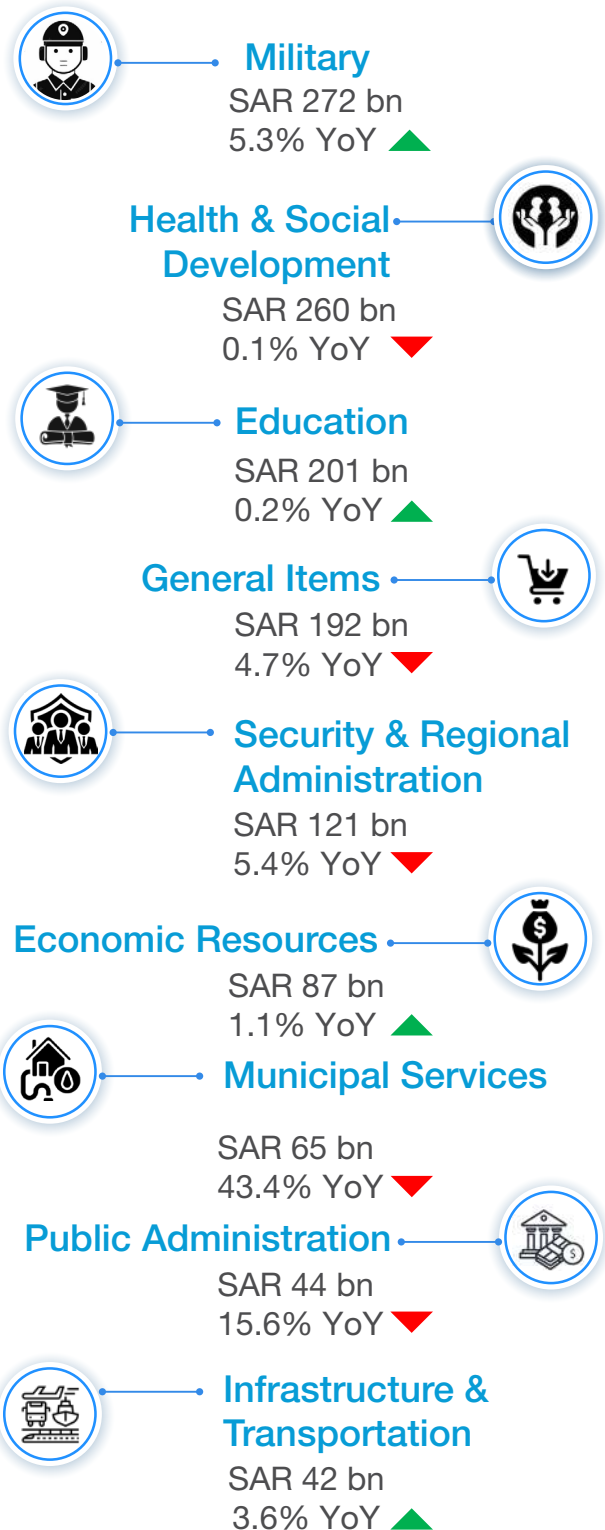 Military
SAR 272 bn
5.3% YoY
Health & Social
Development
SAR 260 bn
0.1% YoY
Education
SAR 201 bn
0.2% YoY
General Items
SAR 192 bn
4.7% YoY
Security & Regional
Administration
SAR 121 bn
5.4% YoY
Economic Resources
$
SAR 87 bn
1.1% YoY
Municipal Services
SAR 65 bn
43.4% YoY
Public Administration
$
SAR 44 bn
15.6% YoY
Infrastructure &
Transportation
SAR 42 bn
3.6% YoY